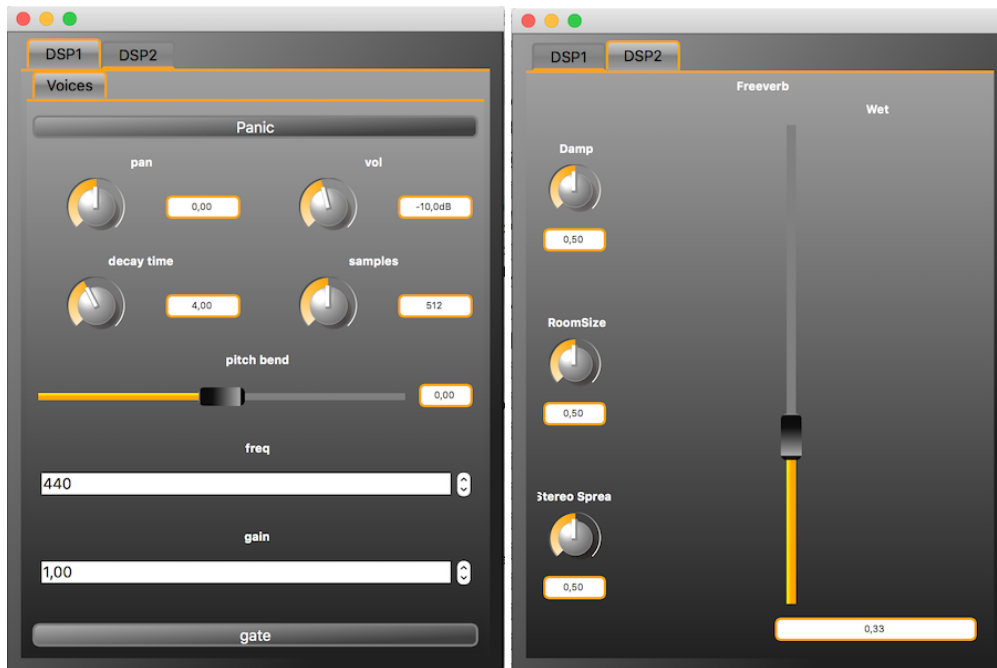 DSP1 DSP2
Voices
Panic
pan vol
0,00 -10,0dB
decay time samples
4,00 512
pitch bend
0,00
freq
440
gain
1,00
gate
DSP1 DSP2
Freeverb
Wet
Damp
0,50
RoomSize
0,50
Stereo Sprea
0,50
0,33